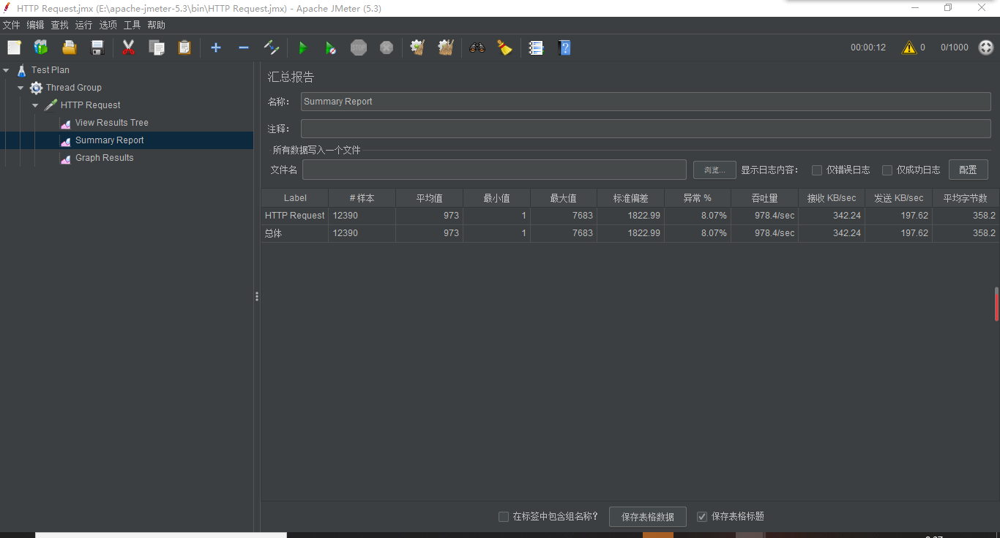 HTTP Request.jmx (E:\apache-jmeter-5.3\bin\HTTP Request.jmx) - Apache JMeter (5.3)
文件 编辑 查找 运行 选项 工具 帮助
STOP 00:00:12 0 0/1000
Test Plan
Thread Group
HTTP Request
View Results Tree
Summary Report
Graph Results
汇总报告
名称： Summary Report
注释：
所有数据写入一个文件
文件名 浏览... 显示日志内容： 仅错误日志 仅成功日志 配置
Label # 样本 平均值 最小值 最大值 标准偏差 异常 % 吞吐量 接收 KB/sec 发送 KB/sec 平均字节数
HTTP Request 12390 973 1 7683 1822.99 8.07% 978.4/sec 342.24 197.62 358.2
总体 12390 973 1 7683 1822.99 8.07% 978.4/sec 342.24 197.62 358.2
在标签中包含组名称? 保存表格数据 保存表格标题